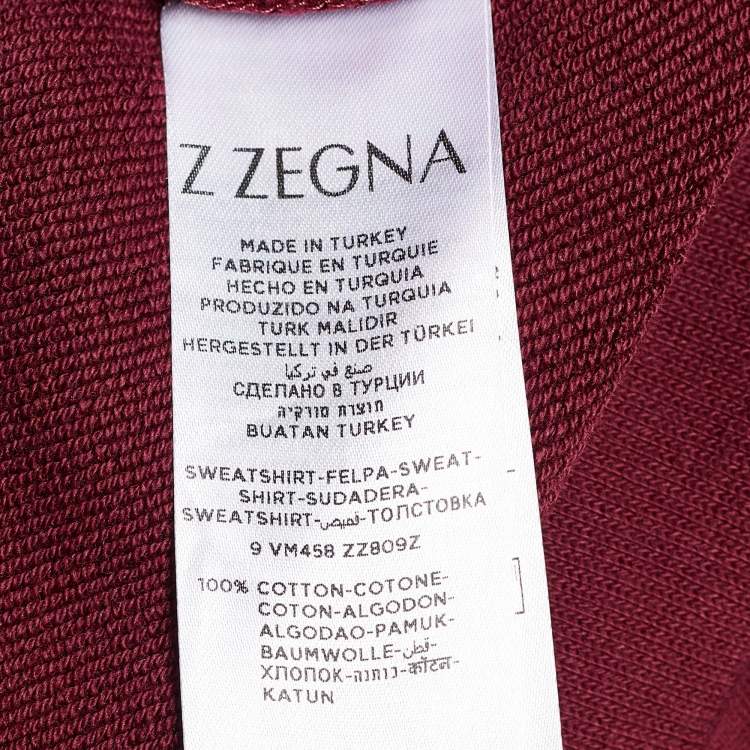 Z ZEGNA
MADE IN TURKEY
FABRIQUE EN TURQUIE
HECHO EN TURQUIA
PRODUZIDO NA TURQUIA
TURK MALIDIR
HERGESTELLT IN DER TÜRKEI
صنع في تركيا
СДЕЛАНО В ТУРЦИИ
תוצרת טורקיה
BUATAN TURKEY
SWEATSHIRT-FELPA-SWEAT-
SHIRT-SUDADERA-
SWEATSHIRT-قميص-ТОЛСТОВКА
9 VM458 ZZ809Z
100% COTTON-COTONE-
COTON-ALGODON-
ALGODAO-PAMUK-
BAUMWOLLE-قطن-
ХЛОПОК-כותנה-कॉटन-
KATUN